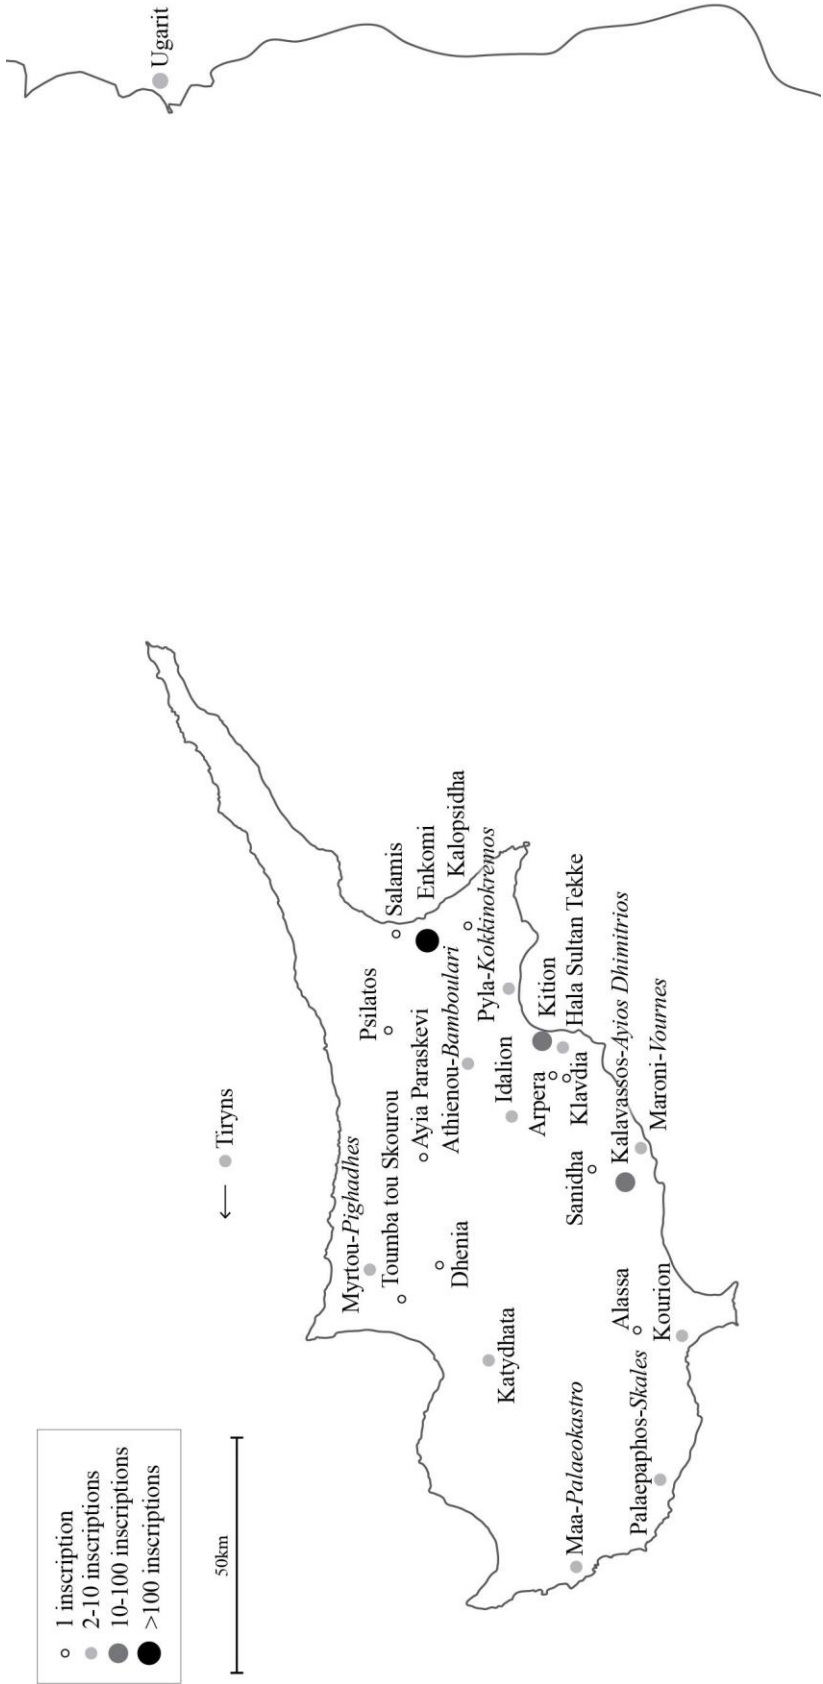 1 inscription
2-10 inscriptions
10-100 inscriptions
>100 inscriptions
50km
← Tiryns
Ugarit
Myrtou-Pighadhes
Toumba tou Skourou
Psilatos
Salamis
Ayia Paraskevi
Enkomi
Dhenia
Athienou-Bamboulari
Kalopsidha
Katydhata
Idalion
Pyla-Kokkinokremos
Arpera
Kition
Klavdia
Hala Sultan Tekke
Maa-Palaeokastro
Sanidha
Kalavassos-Ayios Dhimitrios
Maroni-Vournes
Alassa
Palaepaphos-Skales
Kourion